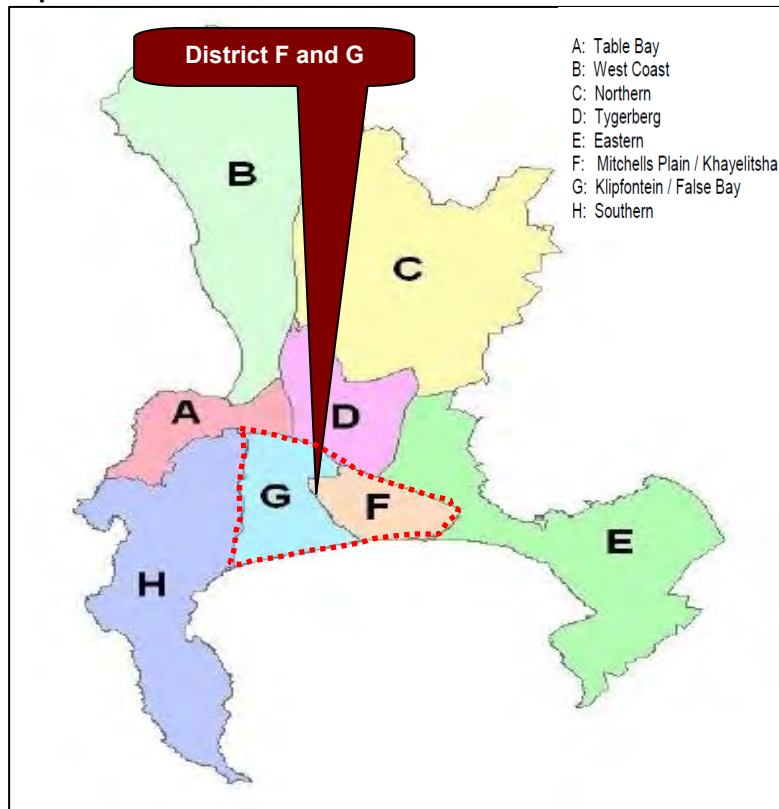 District F and G
A: Table Bay
B: West Coast
C: Northern
D: Tygerberg
E: Eastern
F: Mitchells Plain / Khayelitsha
G: Klipfontein / False Bay
H: Southern
B
C
A
D
G
F
E
H